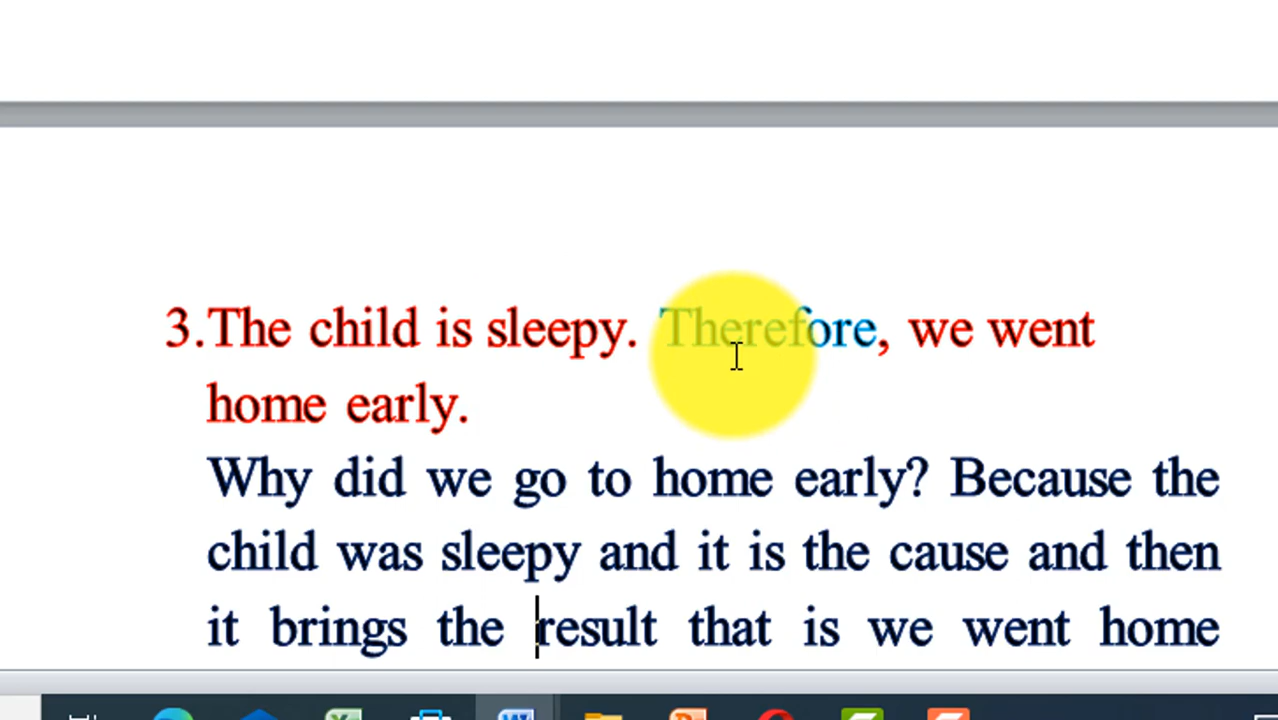 3.The child is sleepy. Therefore, we went
home early.
Why did we go to home early? Because the
child was sleepy and it is the cause and then
it brings the result that is we went home